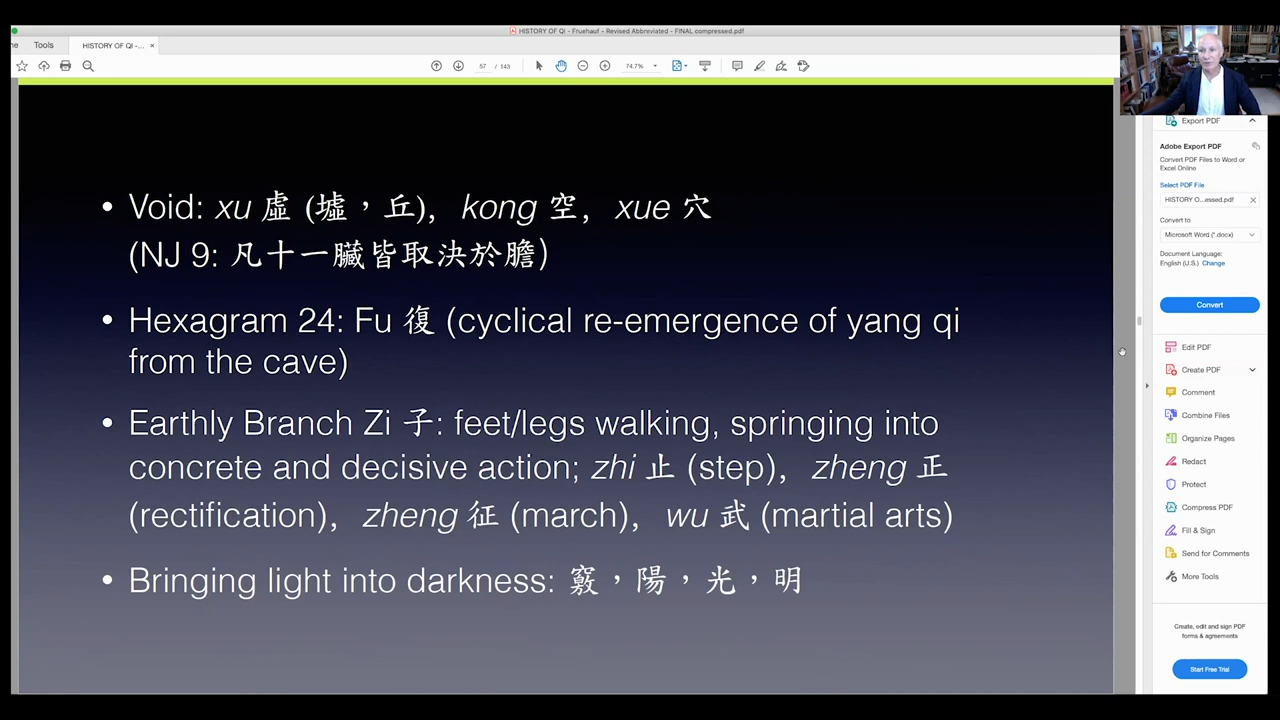 HISTORY OF QI - Fruehauf - Revised Abbreviated - FINAL compressed.pdf
Tools
HISTORY OF QI -...
57 / 143
74.7%
• Void: xu 虛 (墟，丘), kong 空, xue 穴
(NJ 9: 凡十一臟皆取決於膽)
• Hexagram 24: Fu 復 (cyclical re-emergence of yang qi
from the cave)
• Earthly Branch Zi 子: feet/legs walking, springing into
concrete and decisive action; zhi 止 (step), zheng 正
(rectification), zheng 征 (march), wu 武 (martial arts)
• Bringing light into darkness: 竅，陽，光，明
Export PDF
Adobe Export PDF
Convert PDF Files to Word or
Excel Online
Select PDF File
HISTORY O...essed.pdf
Convert to
Microsoft Word (*.docx)
Document Language:
English (U.S.) Change
Convert
Edit PDF
Create PDF
Comment
Combine Files
Organize Pages
Redact
Protect
Compress PDF
Fill & Sign
Send for Comments
More Tools
Create, edit and sign PDF
forms & agreements
Start Free Trial